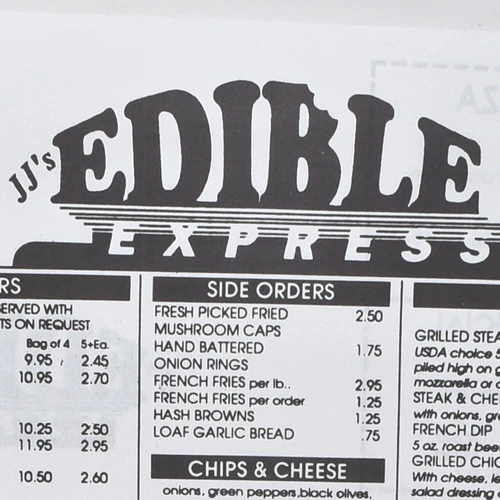 JJ's EDIBLE
EXPRESS
RS
SERVED WITH
TS ON REQUEST
Bag of 4 5+Ea.
9.95 2.45
10.95 2.70
10.25 2.50
11.95 2.95
10.50 2.60
SIDE ORDERS
FRESH PICKED FRIED 2.50
MUSHROOM CAPS
HAND BATTERED 1.75
ONION RINGS
FRENCH FRIES per lb.. 2.95
FRENCH FRIES per order 1.25
HASH BROWNS 1.25
LOAF GARLIC BREAD .75
CHIPS & CHEESE
onions, green peppers,black olives,
GRILLED STEA
USDA choice 5
piled high on g
mozzarella or c
STEAK & CHE
with onions, gr
FRENCH DIP
5 oz. roast beef
GRILLED CHIC
With cheese, le
salad dressing